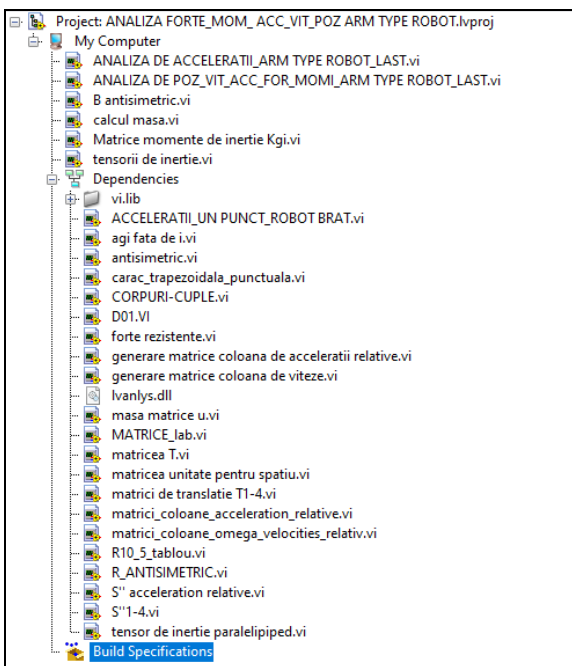 Project: ANALIZA FORTE_MOM_ ACC_VIT_POZ ARM TYPE ROBOT.lvproj
My Computer
ANALIZA DE ACCELERATII_ARM TYPE ROBOT_LAST.vi
ANALIZA DE POZ_VIT_ACC_FOR_MOMI_ARM TYPE ROBOT_LAST.vi
B antisimetric.vi
calcul masa.vi
Matrice momente de inertie Kgi.vi
tensorii de inertie.vi
Dependencies
vi.lib
ACCELERATII_UN PUNCT_ROBOT BRAT.vi
agi fata de i.vi
antisimetric.vi
carac_trapezoidala_punctuala.vi
CORPURI-CUPLE.vi
D01.VI
forte rezistente.vi
generare matrice coloana de acceleratii relative.vi
generare matrice coloana de viteze.vi
lvanlys.dll
masa matrice u.vi
MATRICE_lab.vi
matricea T.vi
matricea unitate pentru spatiu.vi
matrici de translatie T1-4.vi
matrici_coloane_acceleration_relative.vi
matrici_coloane_omega_velocities_relativ.vi
R10_5_tablou.vi
R_ANTISIMETRIC.vi
S'' acceleration relative.vi
S''1-4.vi
tensor de inertie paralelipiped.vi
Build Specifications